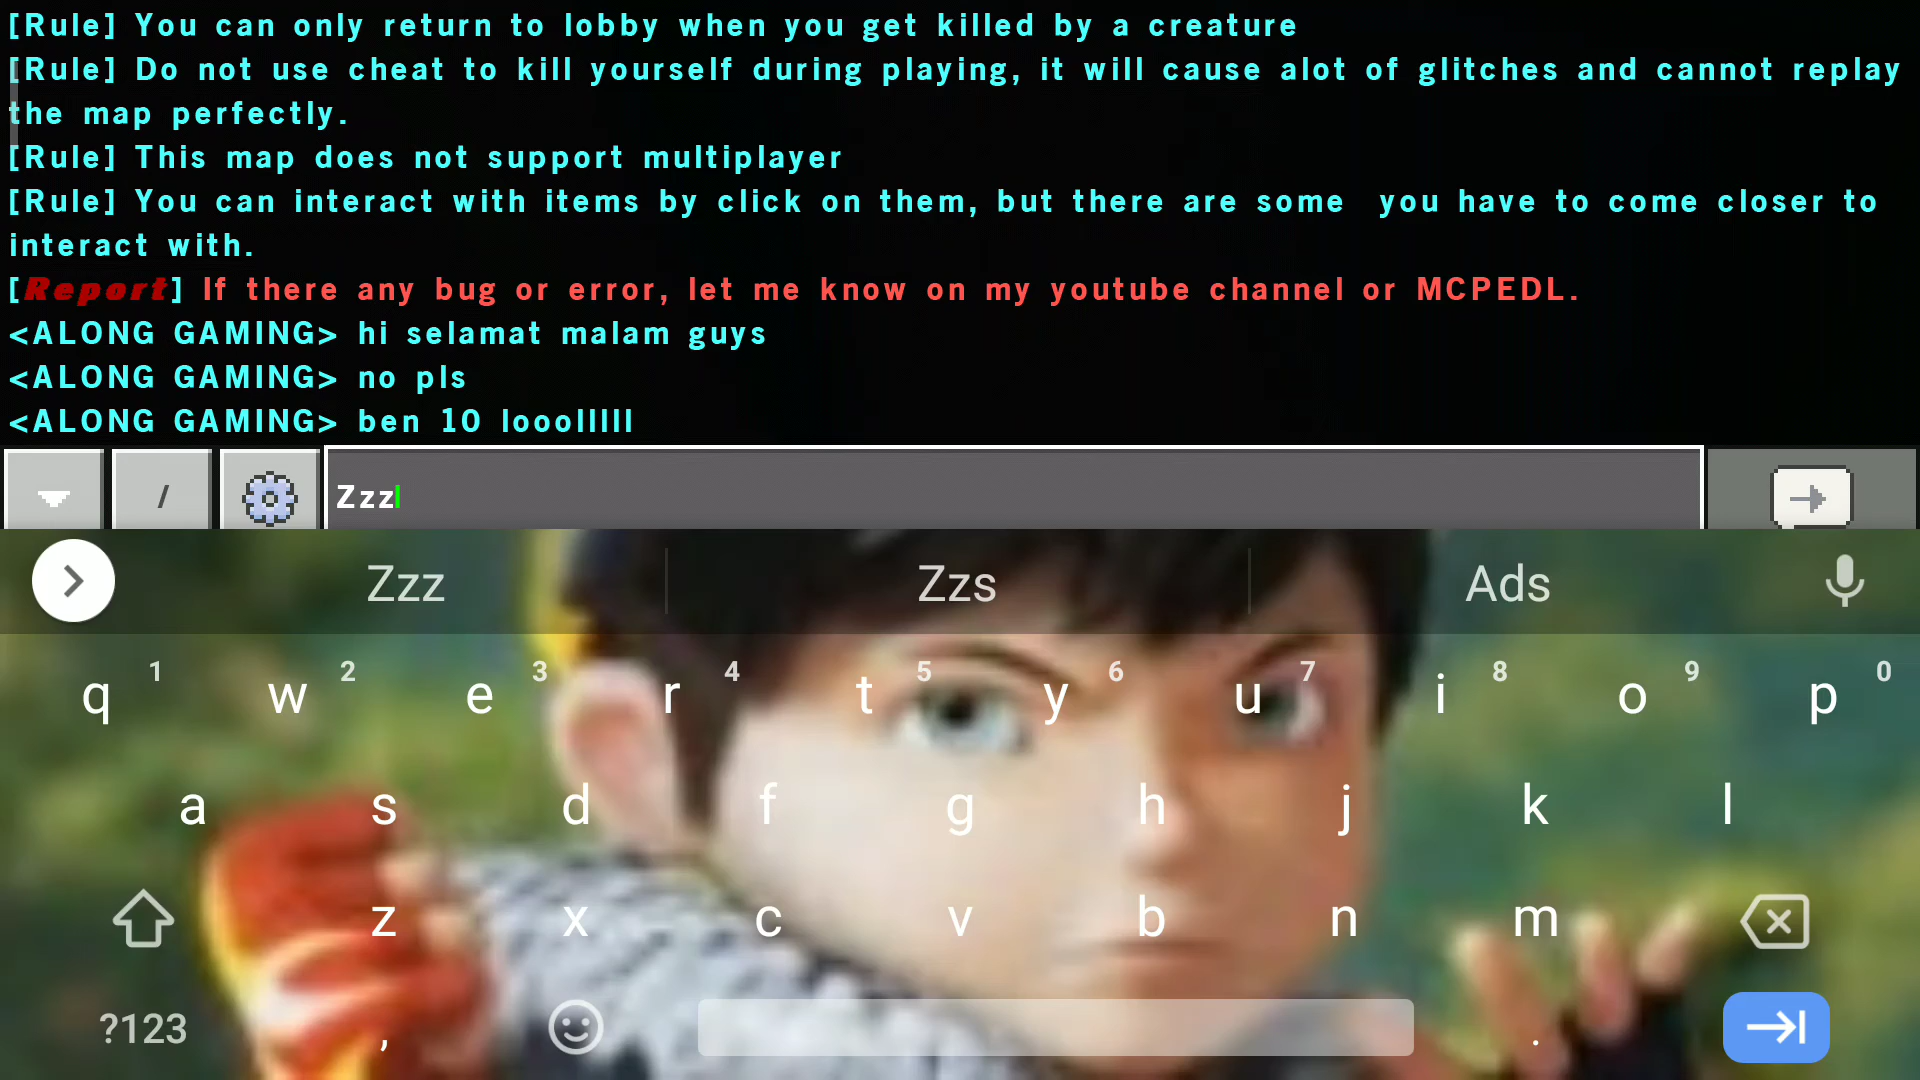 [Rule] You can only return to lobby when you get killed by a creature
[Rule] Do not use cheat to kill yourself during playing, it will cause alot of glitches and cannot replay
the map perfectly.
[Rule] This map does not support multiplayer
[Rule] You can interact with items by click on them, but there are some  you have to come closer to
interact with.
[Report] If there any bug or error, let me know on my youtube channel or MCPEDL.
<ALONG GAMING> hi selamat malam guys
<ALONG GAMING> no pls
<ALONG GAMING> ben 10 looolllll
/ Zzz
Zzz Zzs Ads
q 1 w 2 e 3 r 4 t 5 y 6 u 7 i 8 o 9 p 0
a s d f g h j k l
z x c v b n m
?123 , .